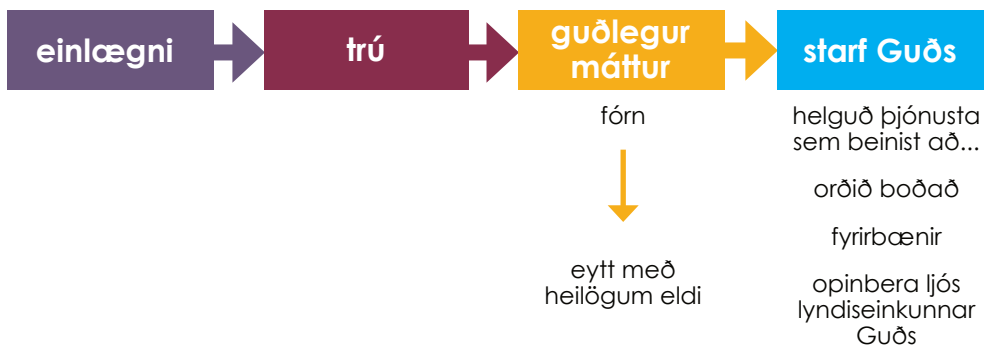 einlægni
trú
guðlegur
máttur
starf Guðs
fórn
eytt með
heilögum eldi
helguð þjónusta
sem beinist að...
orðið boðað
fyrirbænir
opinbera ljós
lyndiseinkunnar
Guðs